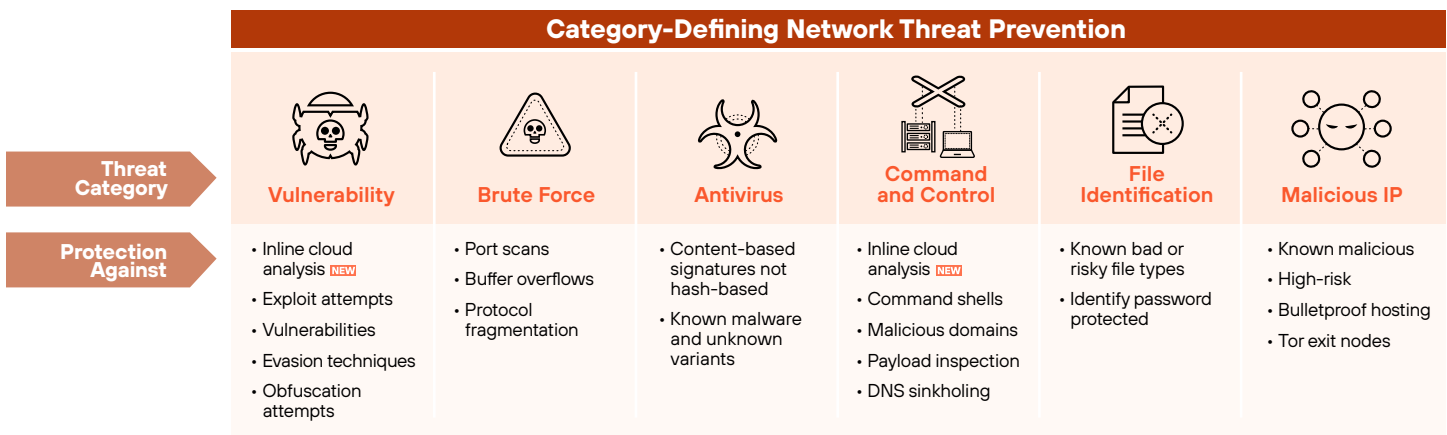 Category-Defining Network Threat Prevention
Threat
Category
Vulnerability
Brute Force
Antivirus
Command
and Control
File
Identification
Malicious IP
Protection
Against
• Inline cloud
analysis NEW
• Exploit attempts
• Vulnerabilities
• Evasion techniques
• Obfuscation
attempts
• Port scans
• Buffer overflows
• Protocol
fragmentation
• Content-based
signatures not
hash-based
• Known malware
and unknown
variants
• Inline cloud
analysis NEW
• Command shells
• Malicious domains
• Payload inspection
• DNS sinkholing
• Known bad or
risky file types
• Identify password
protected
• Known malicious
• High-risk
• Bulletproof hosting
• Tor exit nodes